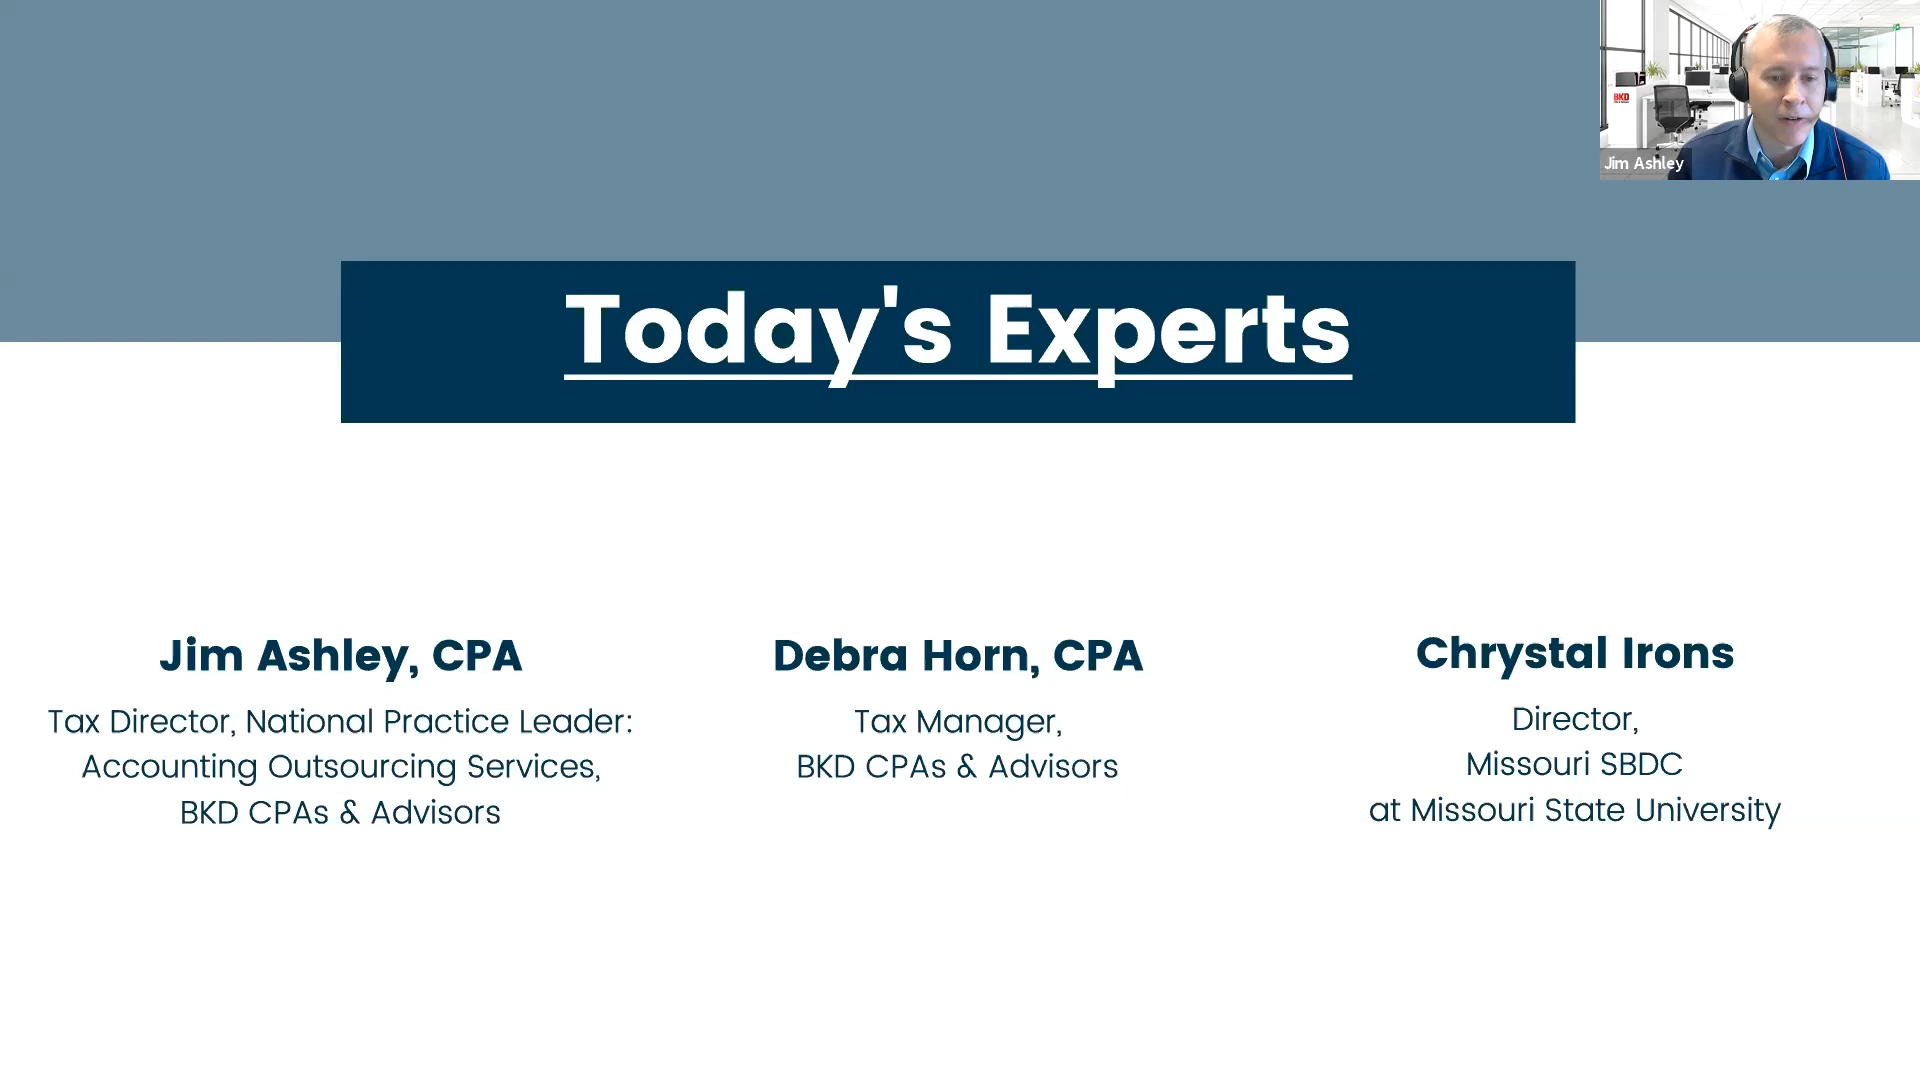 BKD
Jim Ashley
Today's Experts
Jim Ashley, CPA
Tax Director, National Practice Leader:
Accounting Outsourcing Services,
BKD CPAs & Advisors
Debra Horn, CPA
Tax Manager,
BKD CPAs & Advisors
Chrystal Irons
Director,
Missouri SBDC
at Missouri State University